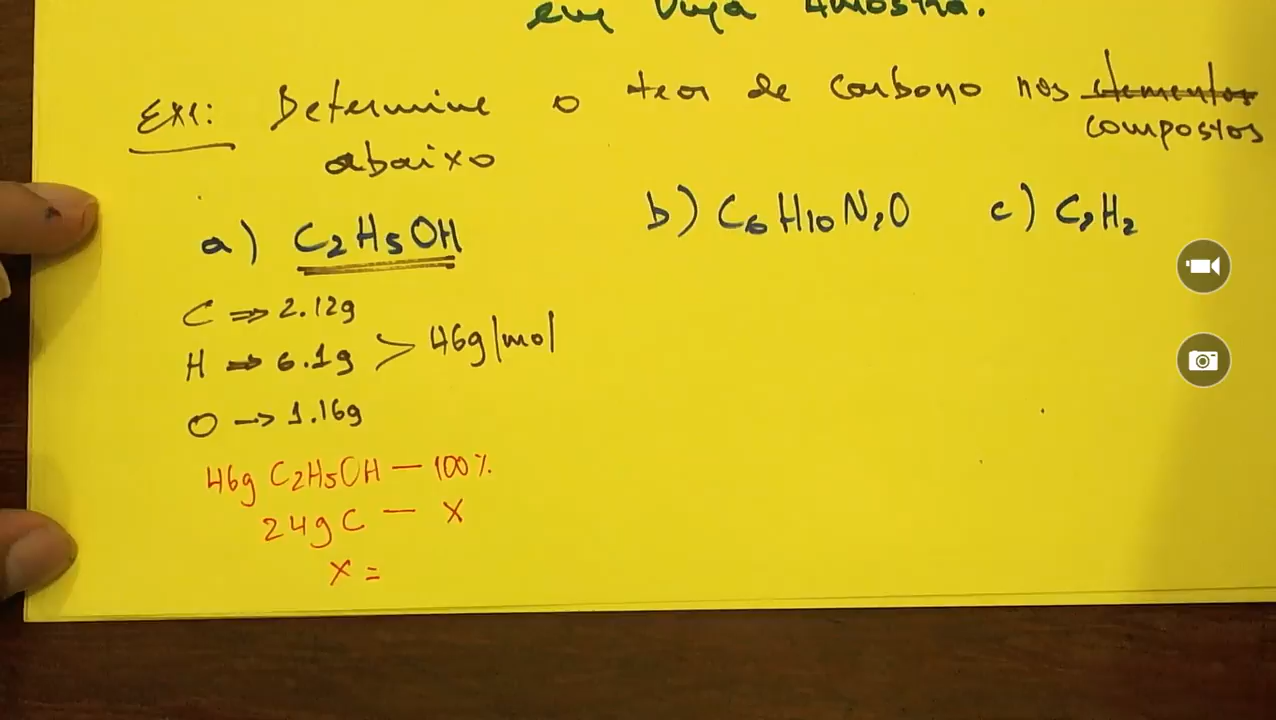 em uma amostra.
Ex1: Determine o teor de carbono nos elementos
compostos
abaixo
a) C2H5OH b) C6H10N2O c) C2H2
C ⇒ 2.12g
H ⇒ 6.1g > 46g/mol
O → 1.16g
46g C2H5OH — 100%
24g C — X
X =